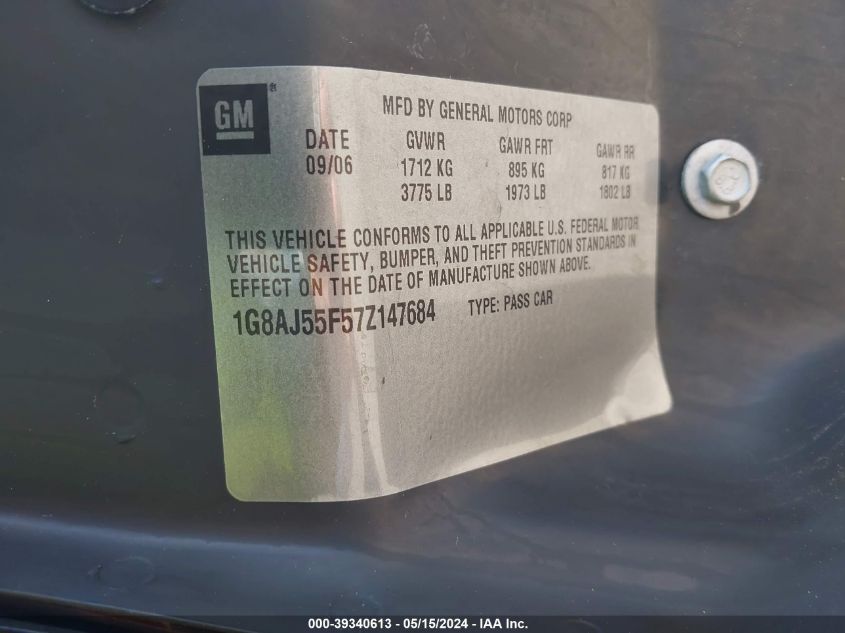 GM®
MFD BY GENERAL MOTORS CORP
DATE GVWR GAWR FRT GAWR RR
09/06 1712 KG 895 KG 817 KG
3775 LB 1973 LB 1802 LB
THIS VEHICLE CONFORMS TO ALL APPLICABLE U.S. FEDERAL MOTOR
VEHICLE SAFETY, BUMPER, AND THEFT PREVENTION STANDARDS IN
EFFECT ON THE DATE OF MANUFACTURE SHOWN ABOVE.
1G8AJ55F57Z147684 TYPE: PASS CAR
000-39340613 - 05/15/2024 - IAA Inc.